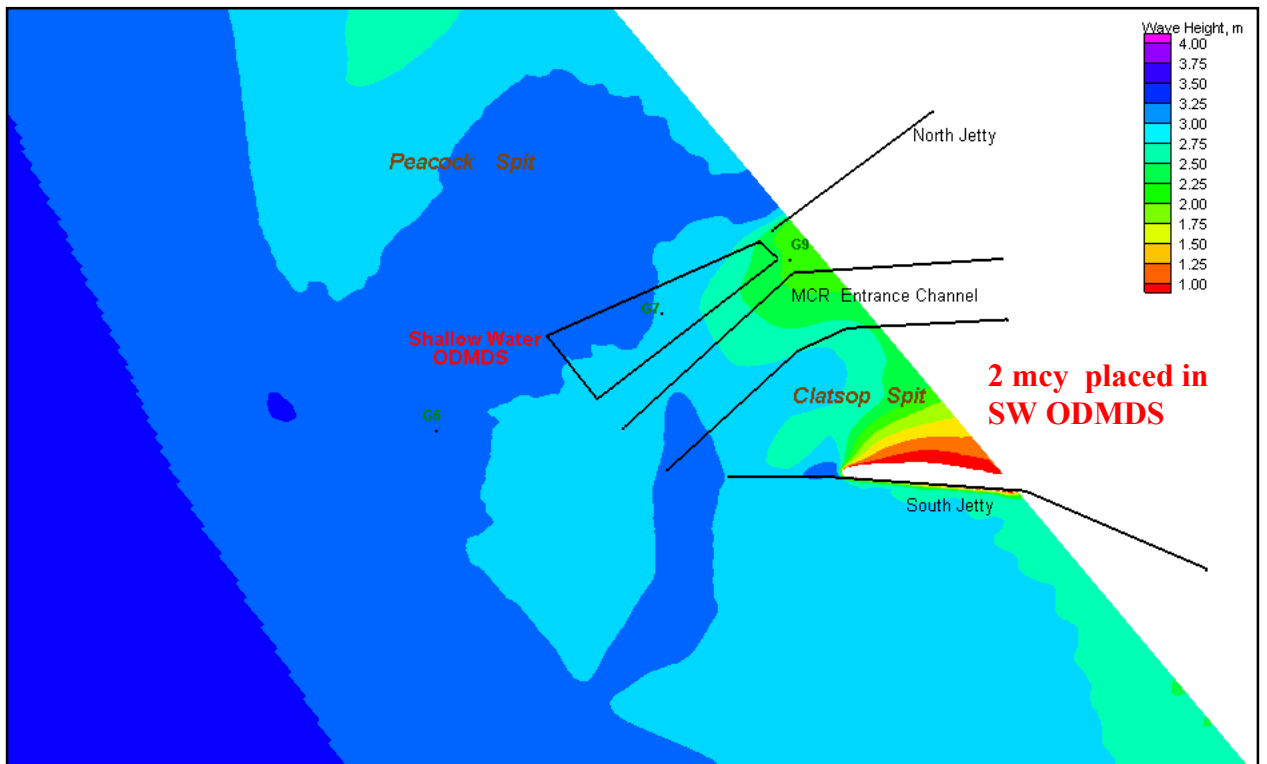 Wave Height, m
4.00
3.75
3.50
3.25
3.00
2.75
2.50
2.25
2.00
1.75
1.50
1.25
1.00
North Jetty
Peacock Spit
G9
MCR Entrance Channel
G7
Shallow Water
ODMDS
2 mcy placed in
SW ODMDS
Clatsop Spit
G5
South Jetty